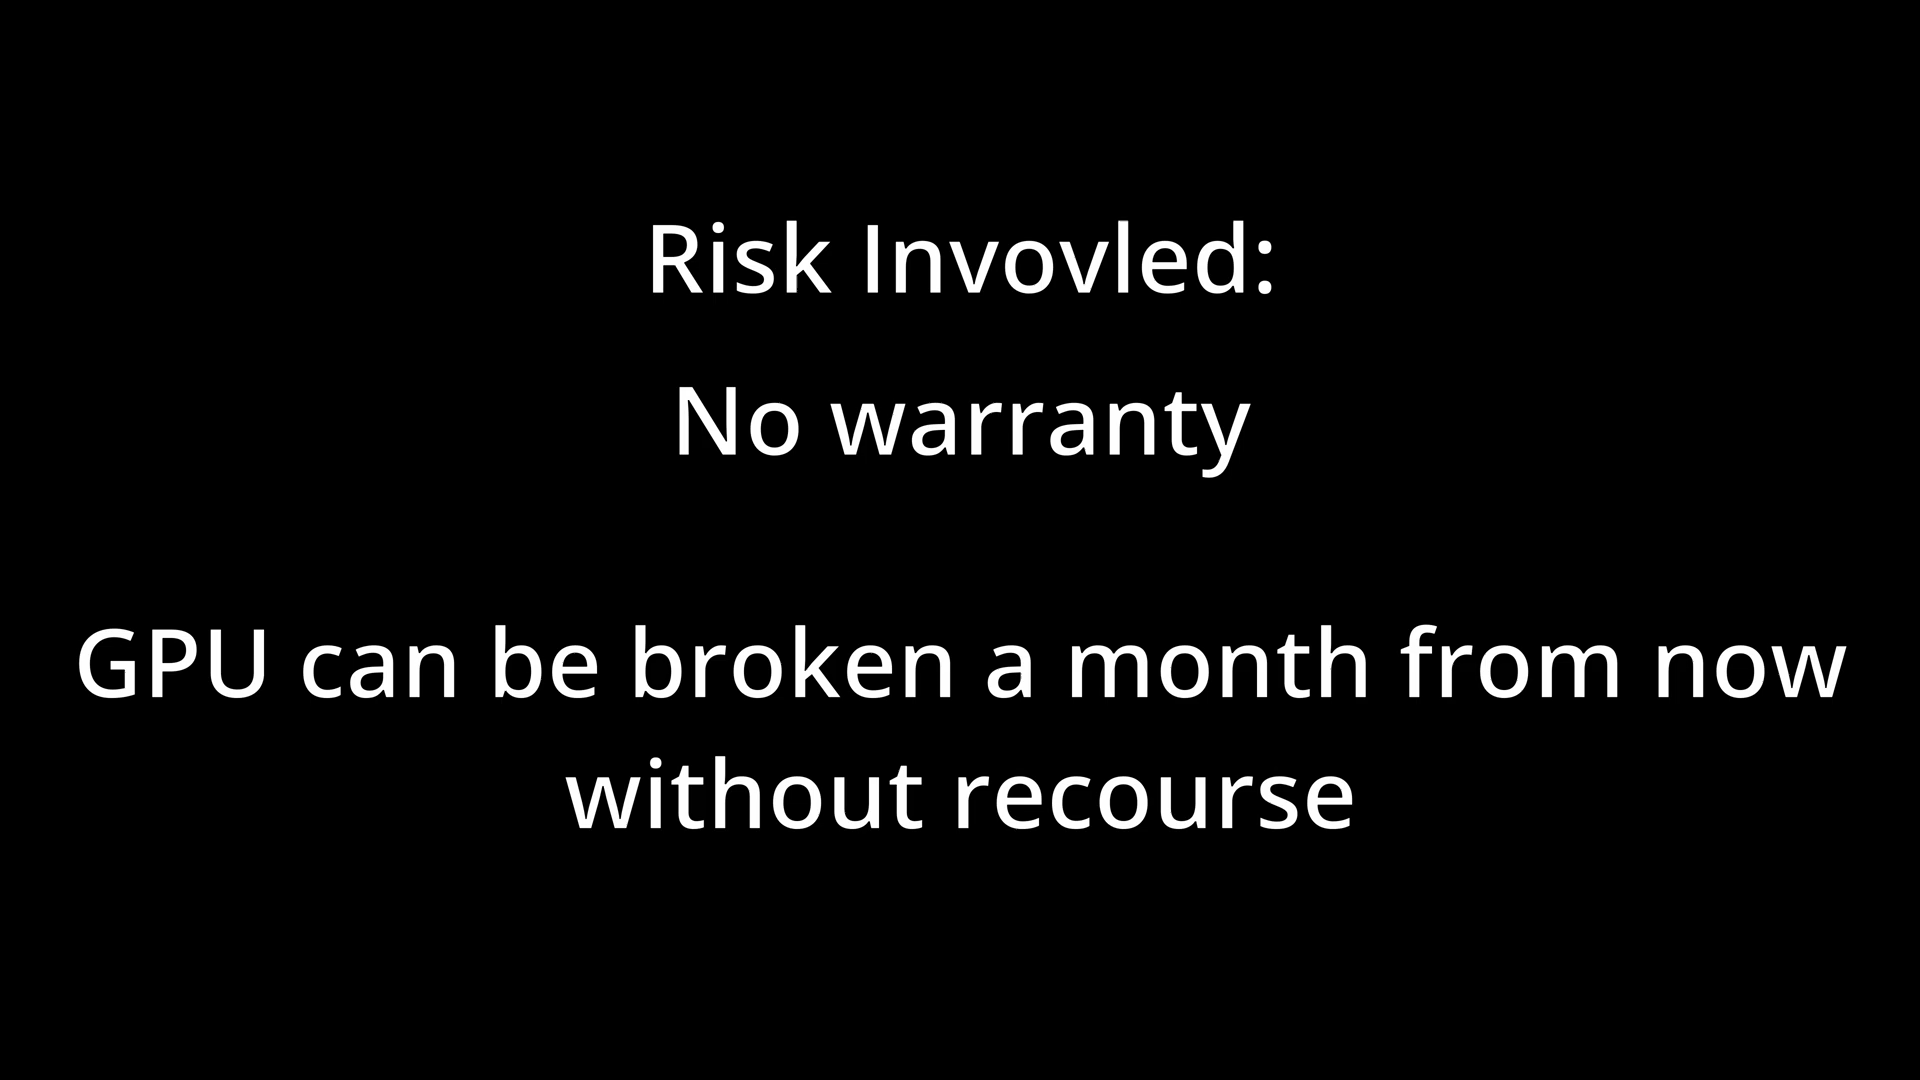 Risk Invovled:
No warranty
GPU can be broken a month from now
without recourse